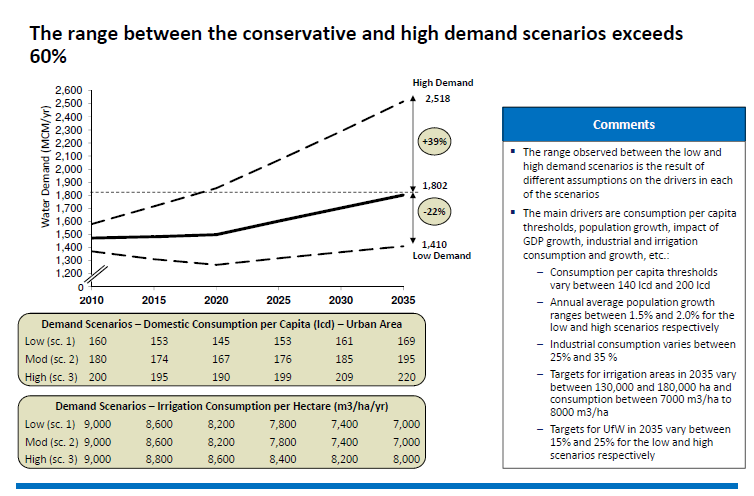 The range between the conservative and high demand scenarios exceeds
60%
High Demand
2,600
2,500
2,400
2,300
2,200
2,100
2,000
1,900
1,800
1,700
1,600
1,500
1,400
1,300
1,200
0
Water Demand (MCM/yr)
2,518
+39%
1,802
-22%
1,410
Low Demand
2010 2015 2020 2025 2030 2035
Demand Scenarios – Domestic Consumption per Capita (lcd) – Urban Area
Low (sc. 1) 160 153 145 153 161 169
Mod (sc. 2) 180 174 167 176 185 195
High (sc. 3) 200 195 190 199 209 220
Demand Scenarios – Irrigation Consumption per Hectare (m3/ha/yr)
Low (sc. 1) 9,000 8,600 8,200 7,800 7,400 7,000
Mod (sc. 2) 9,000 8,600 8,200 7,800 7,400 7,000
High (sc. 3) 9,000 8,800 8,600 8,400 8,200 8,000
Comments
▪ The range observed between the low and
high demand scenarios is the result of
different assumptions on the drivers in each
of the scenarios
▪ The main drivers are consumption per capita
thresholds, population growth, impact of
GDP growth, industrial and irrigation
consumption and growth, etc.:
– Consumption per capita thresholds
vary between 140 lcd and 200 lcd
– Annual average population growth
ranges between 1.5% and 2.0% for the
low and high scenarios respectively
– Industrial consumption varies between
25% and 35 %
– Targets for irrigation areas in 2035 vary
between 130,000 and 180,000 ha and
consumption between 7000 m3/ha to
8000 m3/ha
– Targets for UfW in 2035 vary between
15% and 25% for the low and high
scenarios respectively